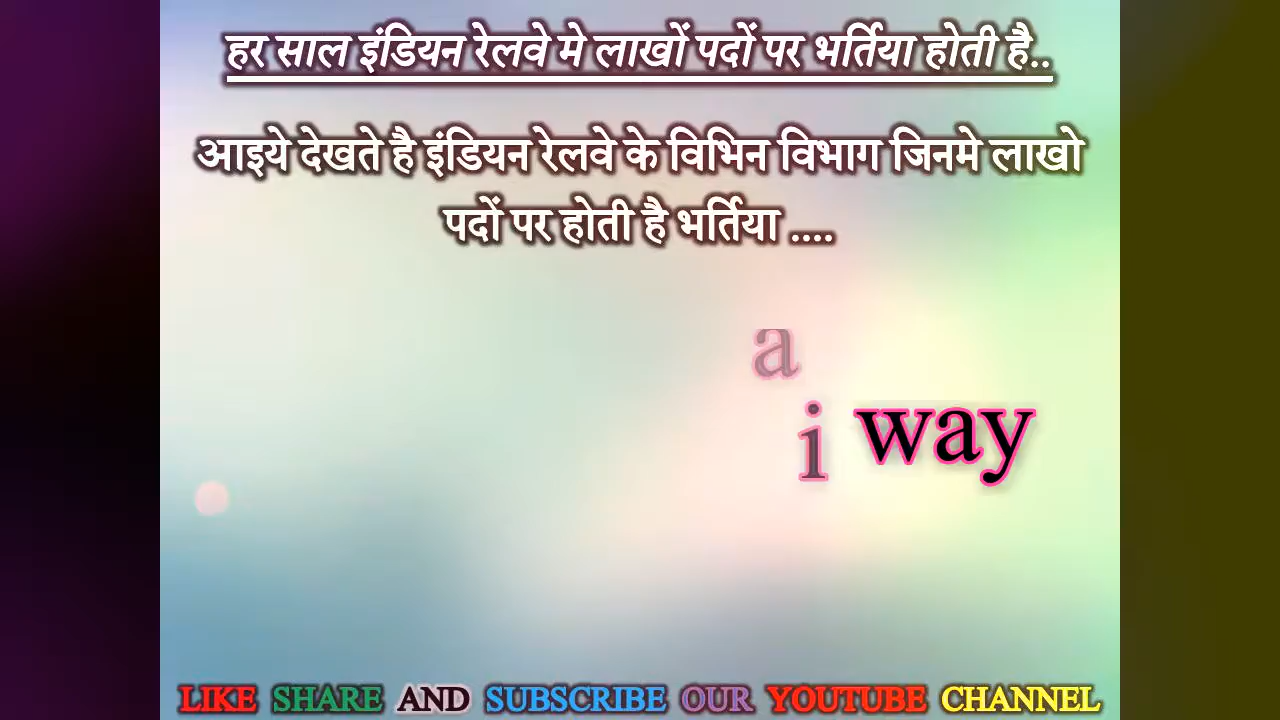 हर साल इंडियन रेलवे मे लाखों पदों पर भर्तिया होती है..
आइये देखते है इंडियन रेलवे के विभिन विभाग जिनमे लाखो
पदों पर होती है भर्तिया ....
a
i way
LIKE SHARE AND SUBSCRIBE OUR YOUTUBE CHANNEL